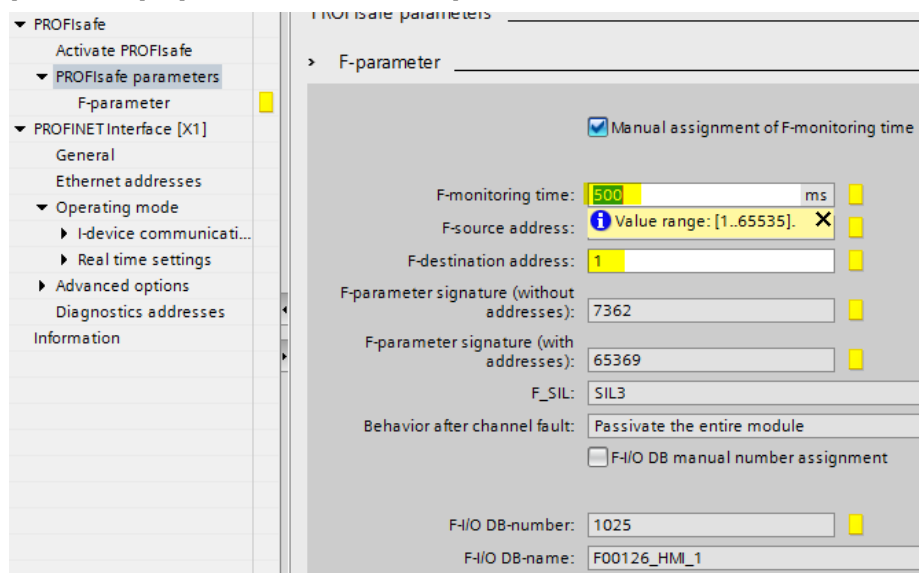 PROFIsafe
Activate PROFIsafe
PROFIsafe parameters
F-parameter
PROFINET Interface [X1]
General
Ethernet addresses
Operating mode
I-device communicati...
Real time settings
Advanced options
Diagnostics addresses
Information
PROFIsafe parameters
F-parameter
Manual assignment of F-monitoring time
F-monitoring time: 500 ms
F-source address: Value range: [1..65535].
F-destination address: 1
F-parameter signature (without
addresses): 7362
F-parameter signature (with
addresses): 65369
F_SIL: SIL3
Behavior after channel fault: Passivate the entire module
F-I/O DB manual number assignment
F-I/O DB-number: 1025
F-I/O DB-name: F00126_HMI_1